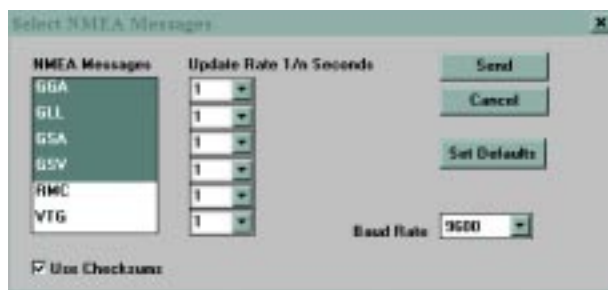 Select NMEA Messages
NMEA Messages
Update Rate 1/n Seconds
GGA
GLL
GSA
GSV
RMC
VTG
1
1
1
1
1
1
Send
Cancel
Set Defaults
Baud Rate
9600
Use Checksums